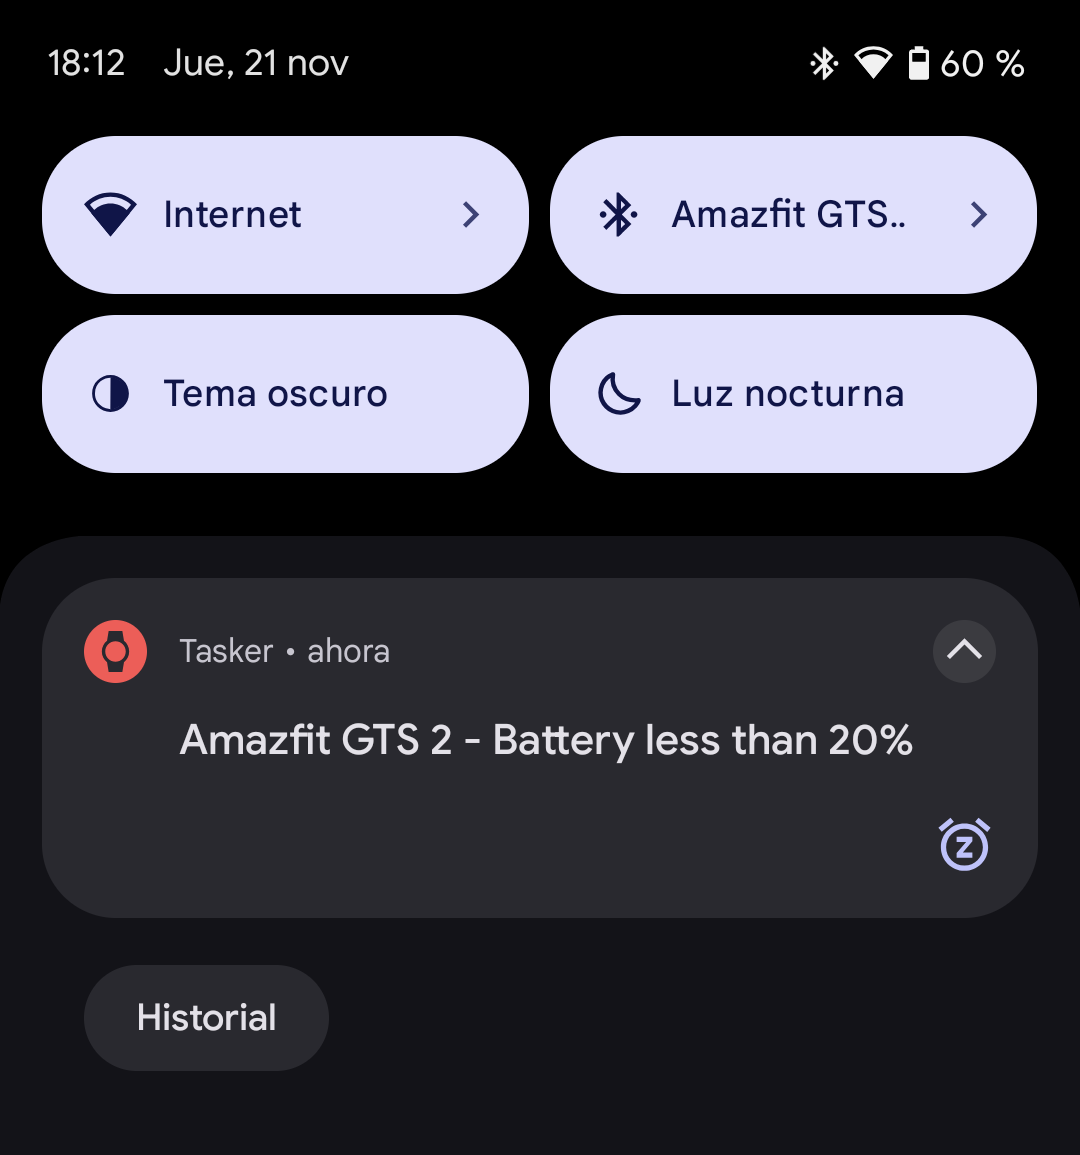 18:12 Jue, 21 nov 60 %
Internet Amazfit GTS..
Tema oscuro Luz nocturna
Tasker • ahora
Amazfit GTS 2 - Battery less than 20%
Historial